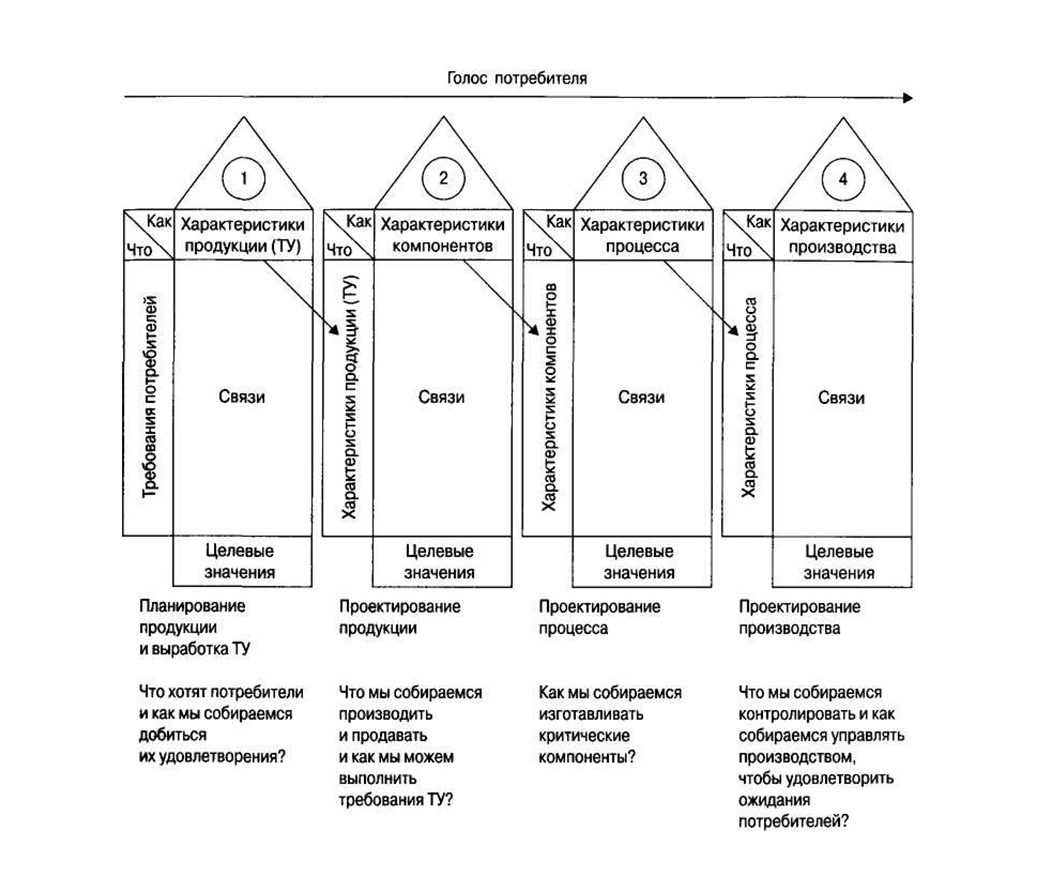 Голос потребителя
1
2
3
4
Как
Что
Характеристики
продукции (ТУ)
Как
Что
Характеристики
компонентов
Как
Что
Характеристики
процесса
Как
Что
Характеристики
производства
Требования потребителей
Связи
Характеристики продукции (ТУ)
Связи
Характеристики компонентов
Связи
Характеристики процесса
Связи
Целевые
значения
Целевые
значения
Целевые
значения
Целевые
значения
Планирование
продукции
и выработка ТУ
Проектирование
продукции
Проектирование
процесса
Проектирование
производства
Что хотят потребители
и как мы собираемся
добиться
их удовлетворения?
Что мы собираемся
производить
и продавать
и как мы можем
выполнить
требования ТУ?
Как мы собираемся
изготавливать
критические
компоненты?
Что мы собираемся
контролировать и как
собираемся управлять
производством,
чтобы удовлетворить
ожидания
потребителей?